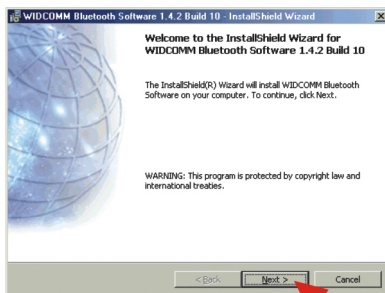 WIDCOMM Bluetooth Software 1.4.2 Build 10 - InstallShield Wizard
Welcome to the InstallShield Wizard for
WIDCOMM Bluetooth Software 1.4.2 Build 10
The InstallShield(R) Wizard will install WIDCOMM Bluetooth
Software on your computer. To continue, click Next.
WARNING: This program is protected by copyright law and
international treaties.
< Back Next > Cancel